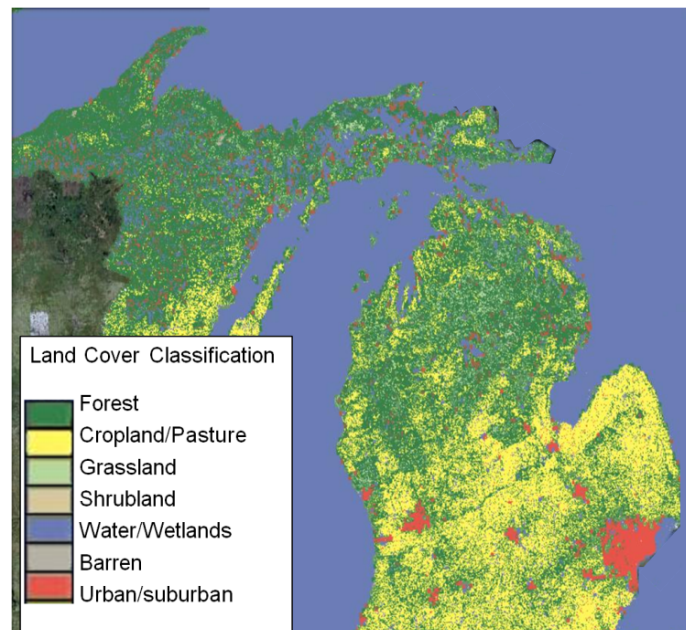 Land Cover Classification
Forest
Cropland/Pasture
Grassland
Shrubland
Water/Wetlands
Barren
Urban/suburban